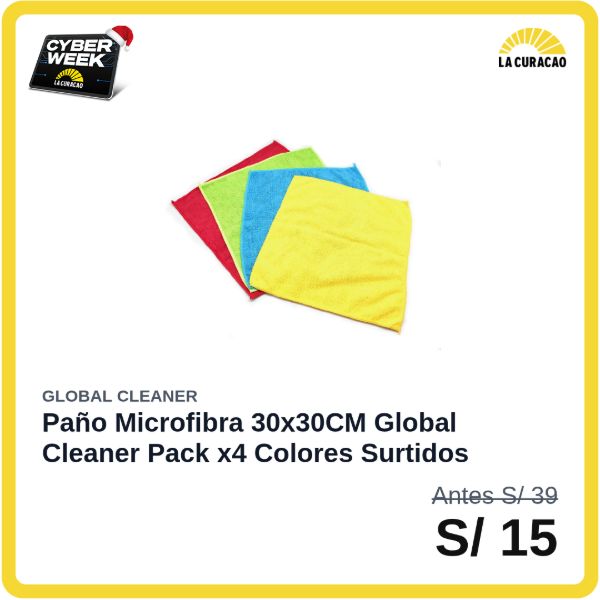 CYBER
WEEK
LA CURACAO
LA CURACAO
GLOBAL CLEANER
Paño Microfibra 30x30CM Global
Cleaner Pack x4 Colores Surtidos
Antes S/ 39
S/ 15